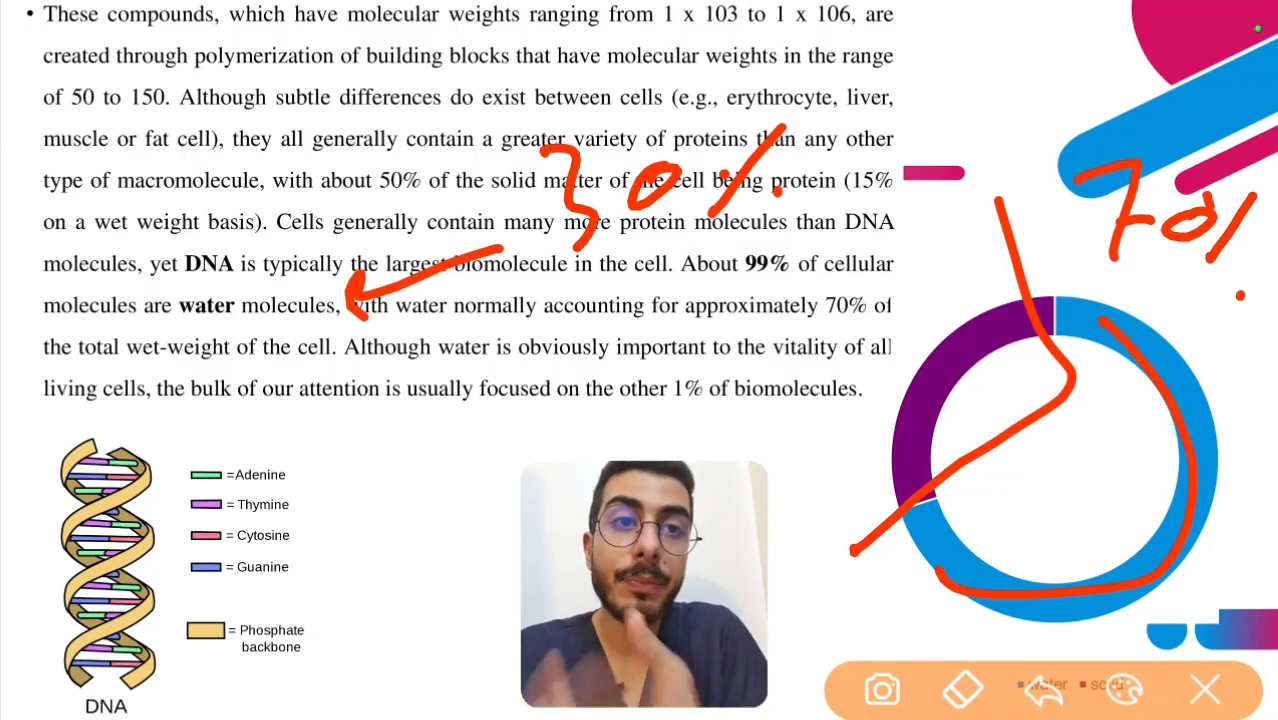 • These compounds, which have molecular weights ranging from 1 x 103 to 1 x 106, are
created through polymerization of building blocks that have molecular weights in the range
of 50 to 150. Although subtle differences do exist between cells (e.g., erythrocyte, liver,
muscle or fat cell), they all generally contain a greater variety of proteins than any other
type of macromolecule, with about 50% of the solid matter of the cell being protein (15%
on a wet weight basis). Cells generally contain many more protein molecules than DNA
molecules, yet DNA is typically the largest biomolecule in the cell. About 99% of cellular
molecules are water molecules, with water normally accounting for approximately 70% of
the total wet-weight of the cell. Although water is obviously important to the vitality of all
living cells, the bulk of our attention is usually focused on the other 1% of biomolecules.
30%
70%
=Adenine
= Thymine
= Cytosine
= Guanine
= Phosphate
backbone
DNA
water